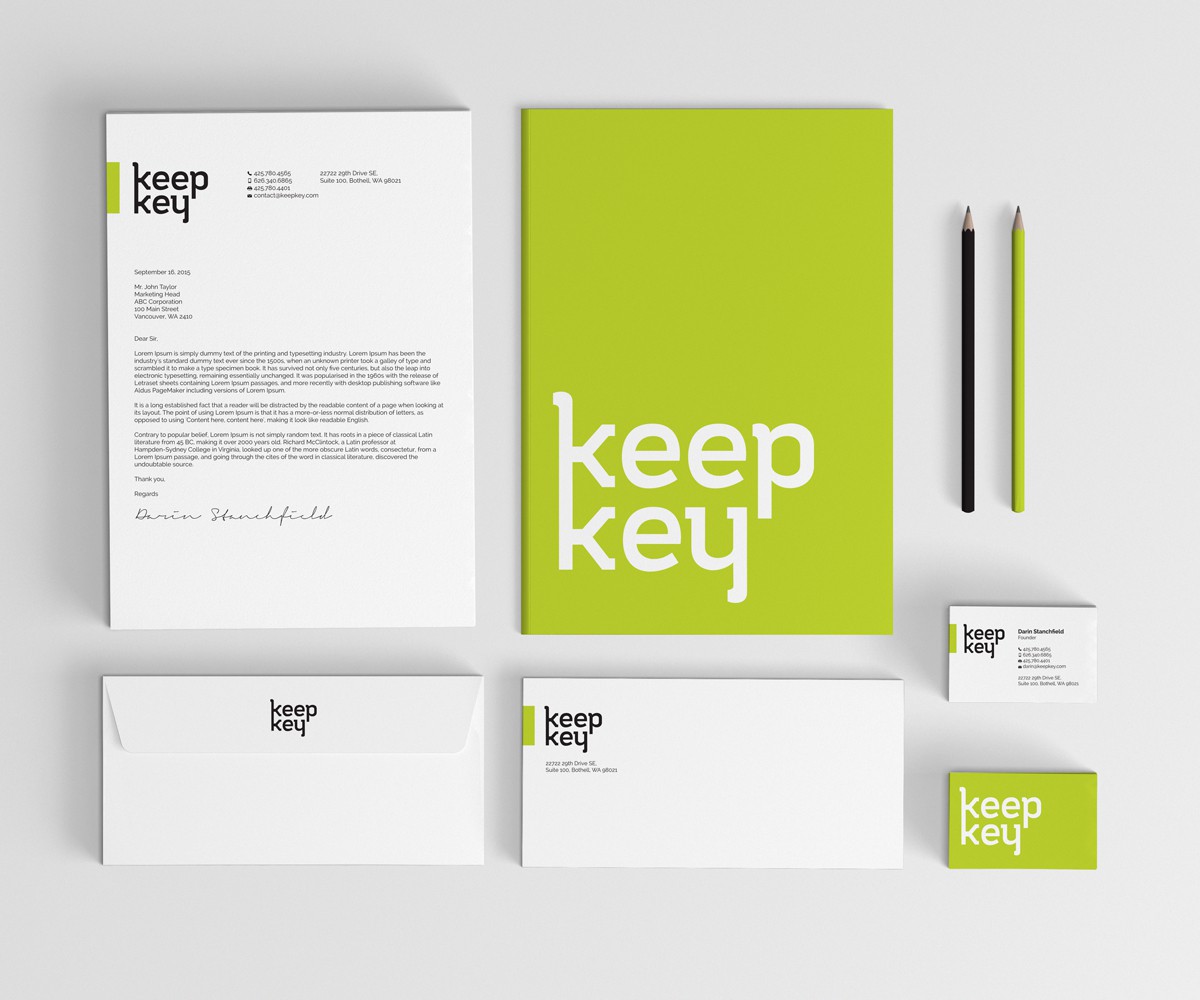 keep
key
425.780.4565
626.340.6865
425.780.4401
contact@keepkey.com
22722 29th Drive SE,
Suite 100, Bothell, WA 98021
September 16, 2015
Mr. John Taylor
Marketing Head
ABC Corporation
100 Main Street
Vancouver, WA 2410
Dear Sir,
Lorem Ipsum is simply dummy text of the printing and typesetting industry. Lorem Ipsum has been the
industry's standard dummy text ever since the 1500s, when an unknown printer took a galley of type and
scrambled it to make a type specimen book. It has survived not only five centuries, but also the leap into
electronic typesetting, remaining essentially unchanged. It was popularised in the 1960s with the release of
Letraset sheets containing Lorem Ipsum passages, and more recently with desktop publishing software like
Aldus PageMaker including versions of Lorem Ipsum.
It is a long established fact that a reader will be distracted by the readable content of a page when looking at
its layout. The point of using Lorem Ipsum is that it has a more-or-less normal distribution of letters, as
opposed to using 'Content here, content here', making it look like readable English.
Contrary to popular belief, Lorem Ipsum is not simply random text. It has roots in a piece of classical Latin
literature from 45 BC, making it over 2000 years old. Richard McClintock, a Latin professor at
Hampden-Sydney College in Virginia, looked up one of the more obscure Latin words, consectetur, from a
Lorem Ipsum passage, and going through the cites of the word in classical literature, discovered the
undoubtable source.
Thank you,
Regards
Darin Stanchfield
keep
key
keep
key
Darin Stanchfield
Founder
425.780.4565
626.340.6865
425.780.4401
darin@keepkey.com
22722 29th Drive SE,
Suite 100, Bothell, WA 98021
keep
key
keep
key
22722 29th Drive SE,
Suite 100, Bothell, WA 98021
keep
key